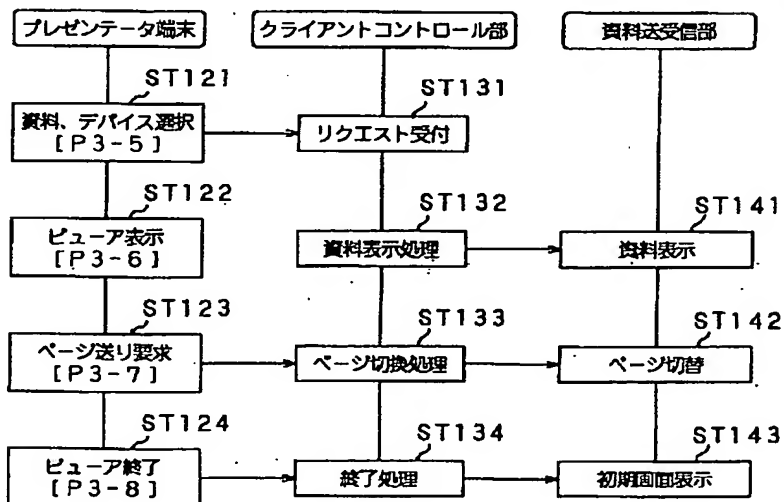 プレゼンテータ端末
クライアントコントロール部
資料送受信部
ST121
ST131
資料、デバイス選択
[P3-5]
リクエスト受付
ST122
ST132
ST141
ビューア表示
[P3-6]
資料表示処理
資料表示
ST123
ST133
ST142
ページ送り要求
[P3-7]
ページ切換処理
ページ切替
ST124
ST134
ST143
ビューア終了
[P3-8]
終了処理
初期画面表示